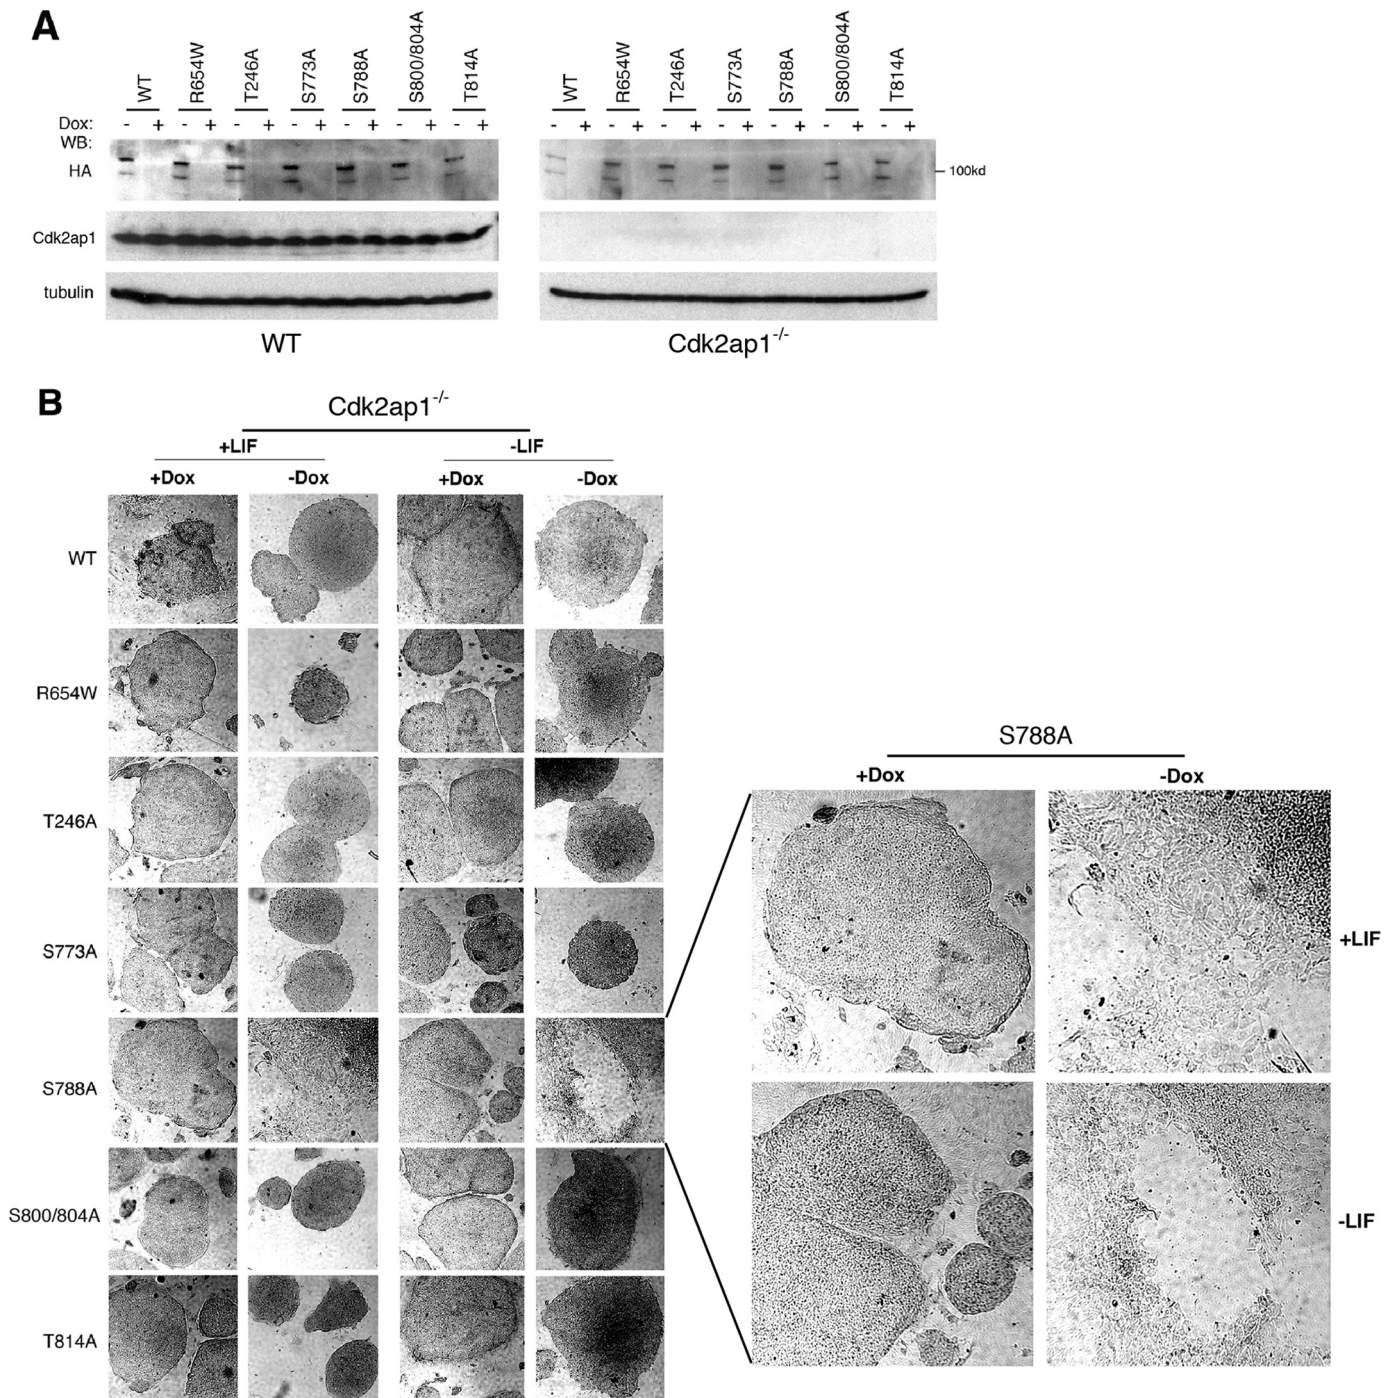 A
WT R654W T246A S773A S788A S800/804A T814A WT R654W T246A S773A S788A S800/804A T814A
Dox: - + - + - + - + - + - + - + - + - + - + - + - + - + - +
WB:
HA
100kd
Cdk2ap1
tubulin
WT Cdk2ap1-/-
B
Cdk2ap1-/-
+LIF -LIF
+Dox -Dox +Dox -Dox
WT
R654W
T246A
S773A
S788A
S800/804A
T814A
S788A
+Dox -Dox
+LIF
-LIF